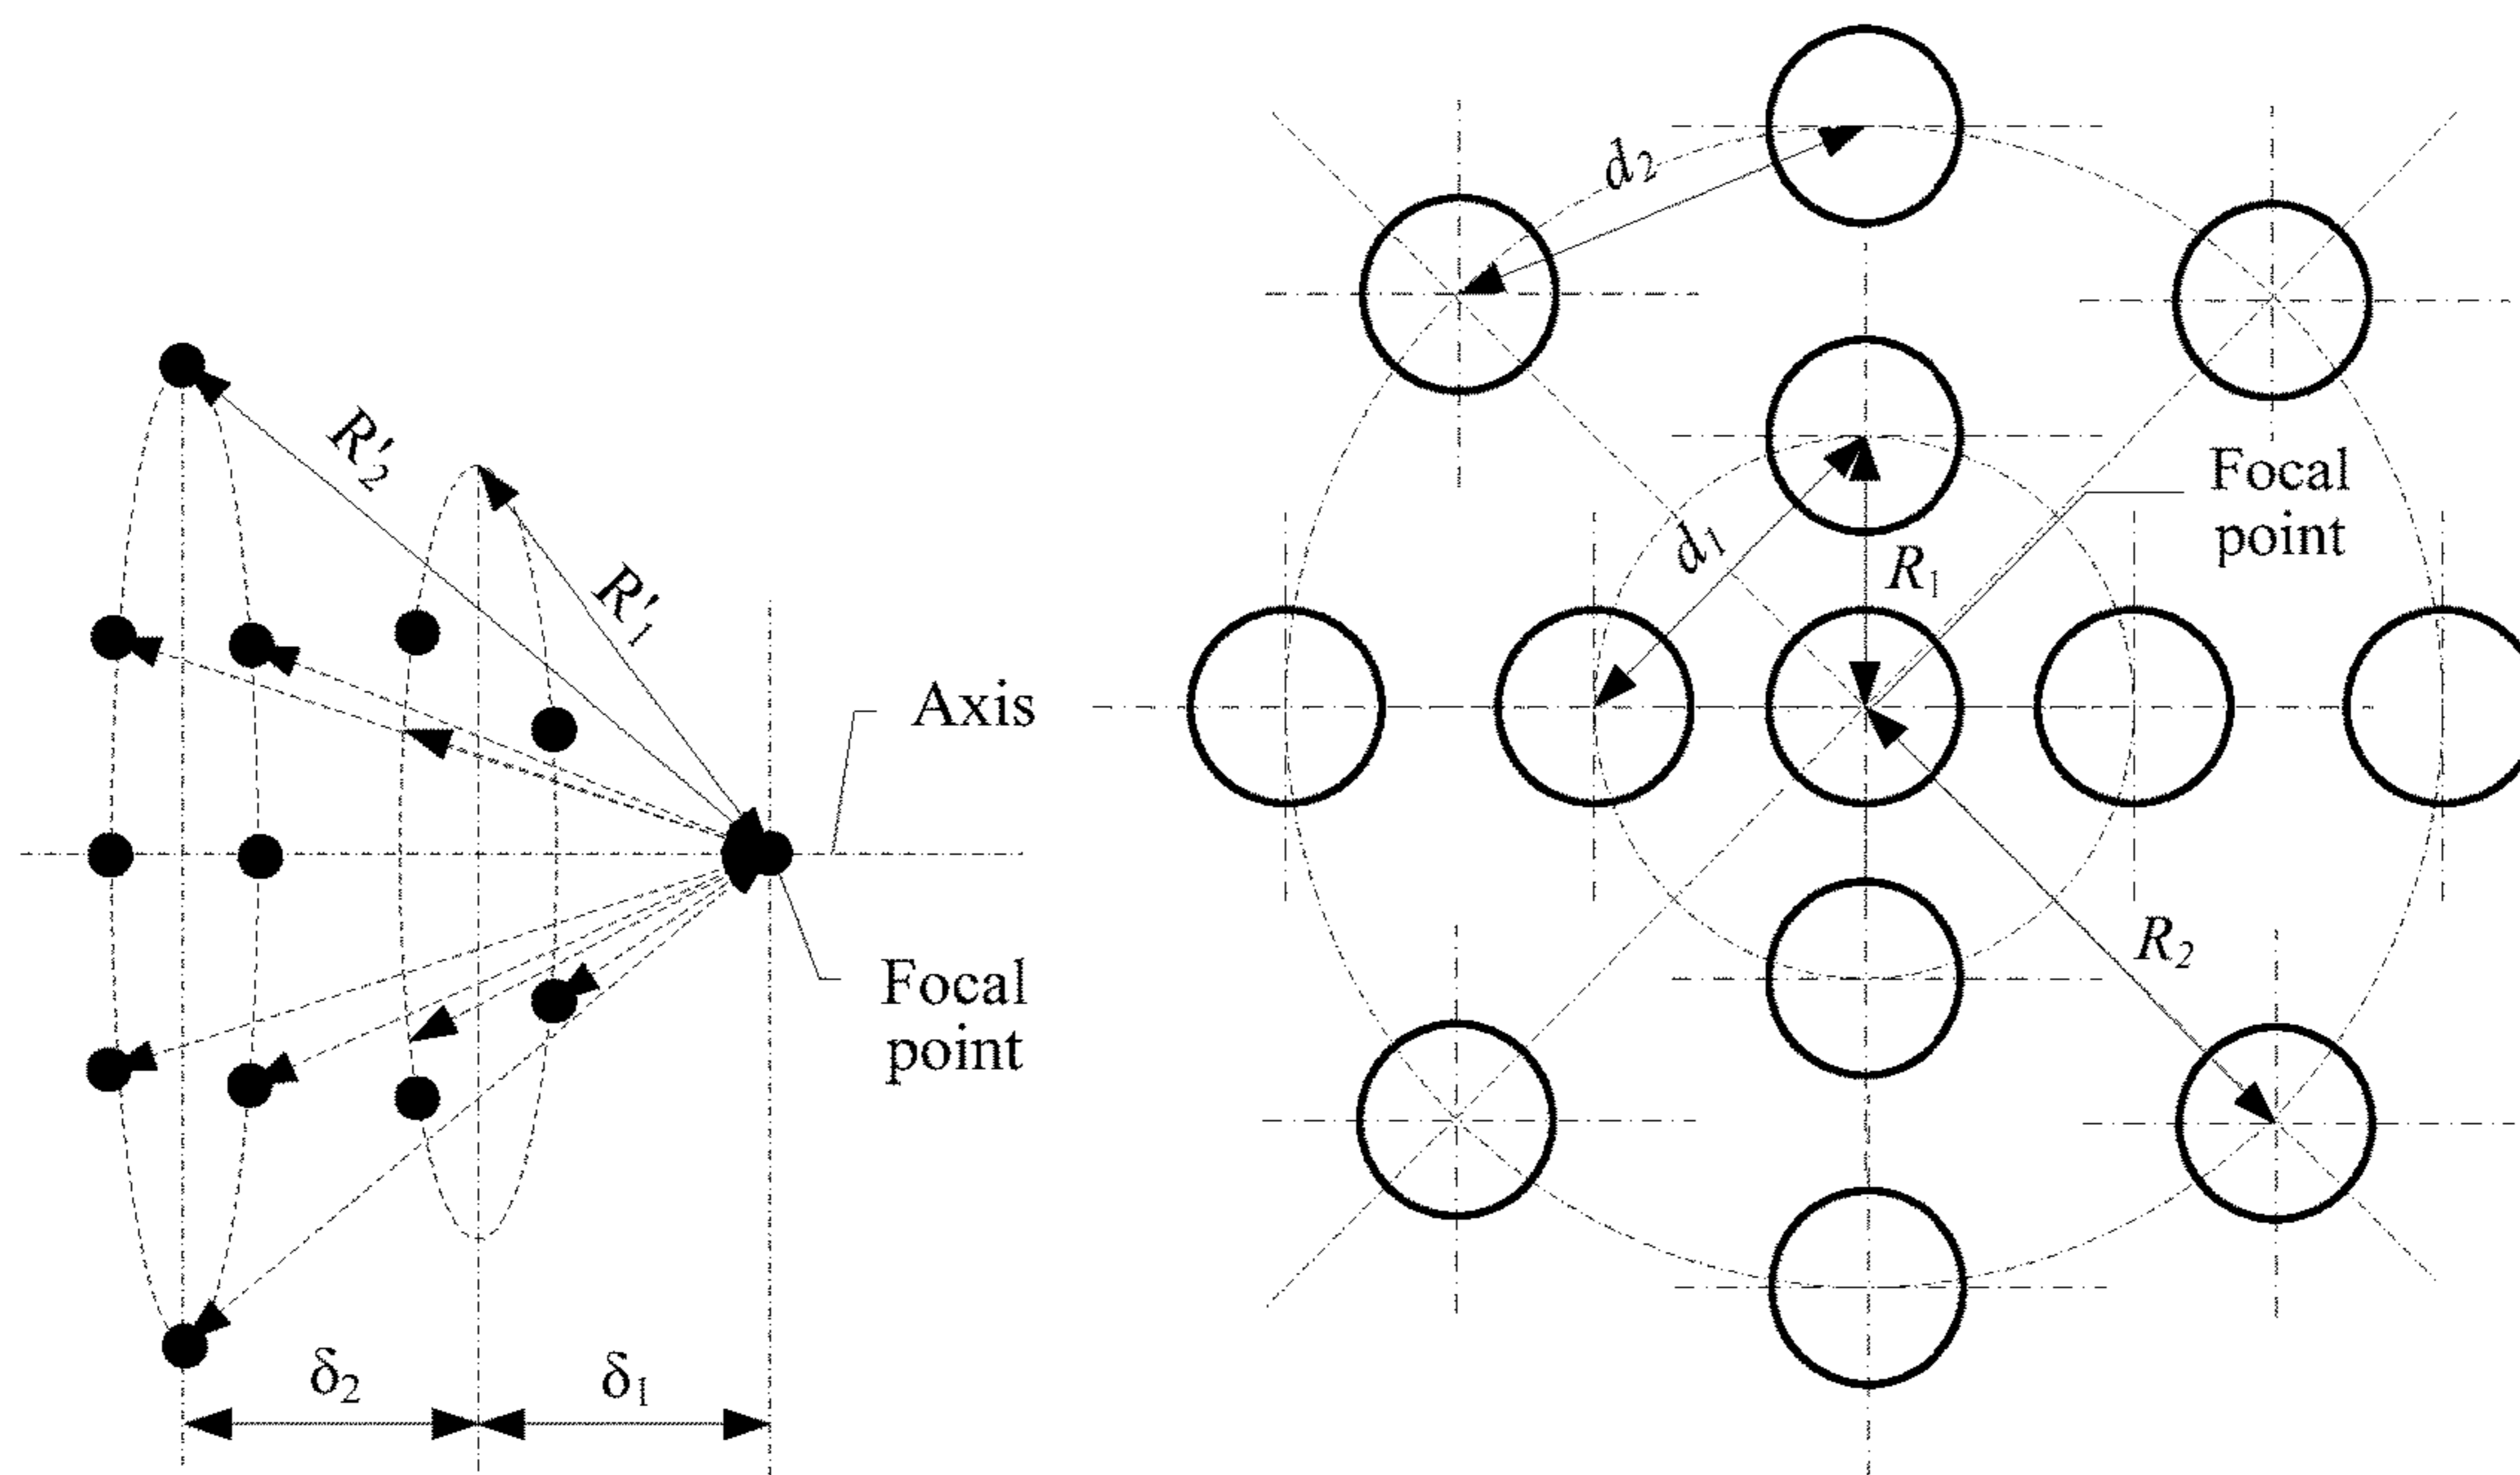 R'₂
R'₁
Axis
Focal
point
δ₂
δ₁
d₂
d₁
R₁
Focal
point
R₂